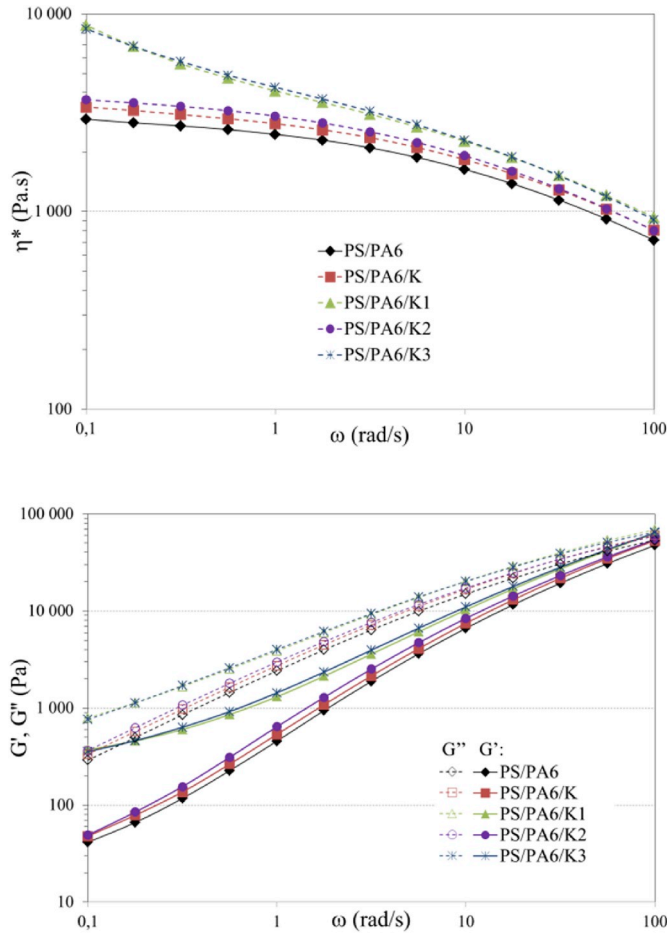 10 000
1 000
100
η* (Pa.s)
PS/PA6
PS/PA6/K
PS/PA6/K1
PS/PA6/K2
PS/PA6/K3
0,1
1
10
100
ω (rad/s)
100 000
10 000
1 000
100
10
G', G" (Pa)
G” G’:
PS/PA6
PS/PA6/K
PS/PA6/K1
PS/PA6/K2
PS/PA6/K3
0,1
1
10
100
ω (rad/s)